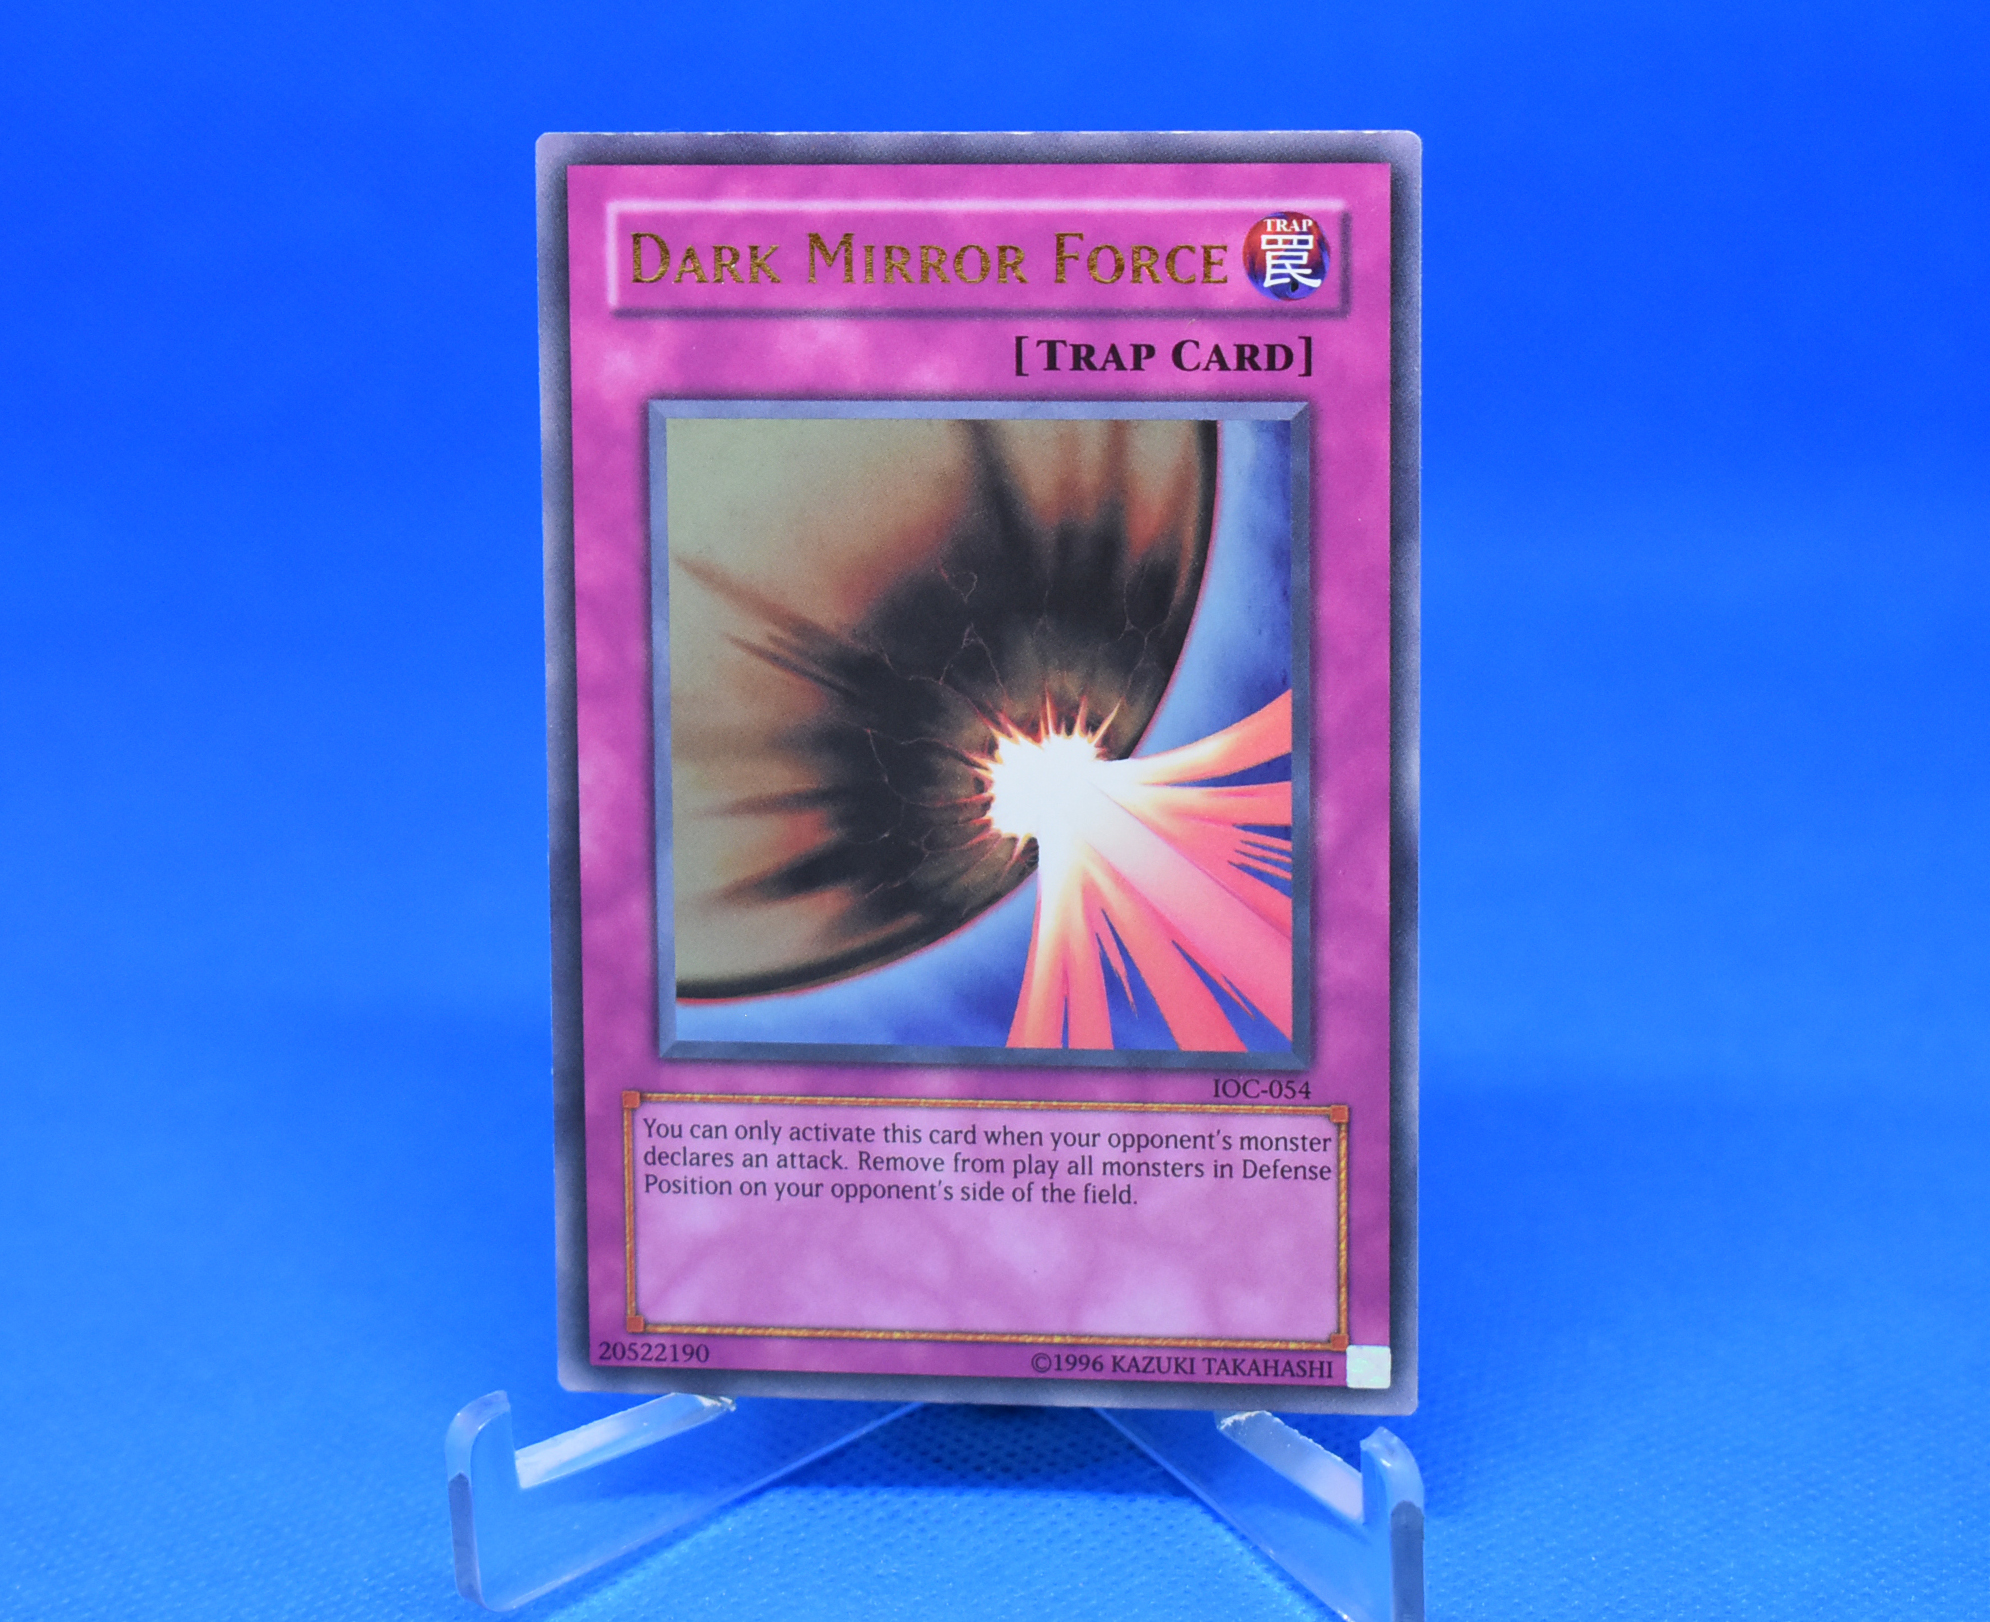 DARK MIRROR FORCE
TRAP
罠
[TRAP CARD]
IOC-054
You can only activate this card when your opponent's monster
declares an attack. Remove from play all monsters in Defense
Position on your opponent's side of the field.
20522190
©1996 KAZUKI TAKAHASHI